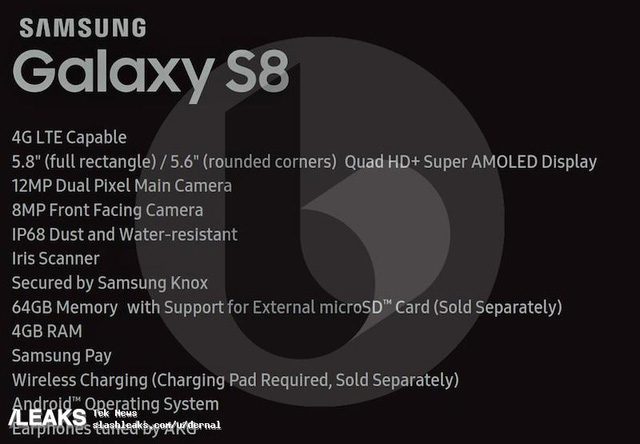 SAMSUNG
Galaxy S8
4G LTE Capable
5.8" (full rectangle) / 5.6" (rounded corners) Quad HD+ Super AMOLED Display
12MP Dual Pixel Main Camera
8MP Front Facing Camera
IP68 Dust and Water-resistant
Iris Scanner
Secured by Samsung Knox
64GB Memory with Support for External microSD™ Card (Sold Separately)
4GB RAM
Samsung Pay
Wireless Charging (Charging Pad Required, Sold Separately)
Android™ Operating System
Earphones tuned by AKG
/LEAKS
Tek News
slashleaks.com/u/dernal